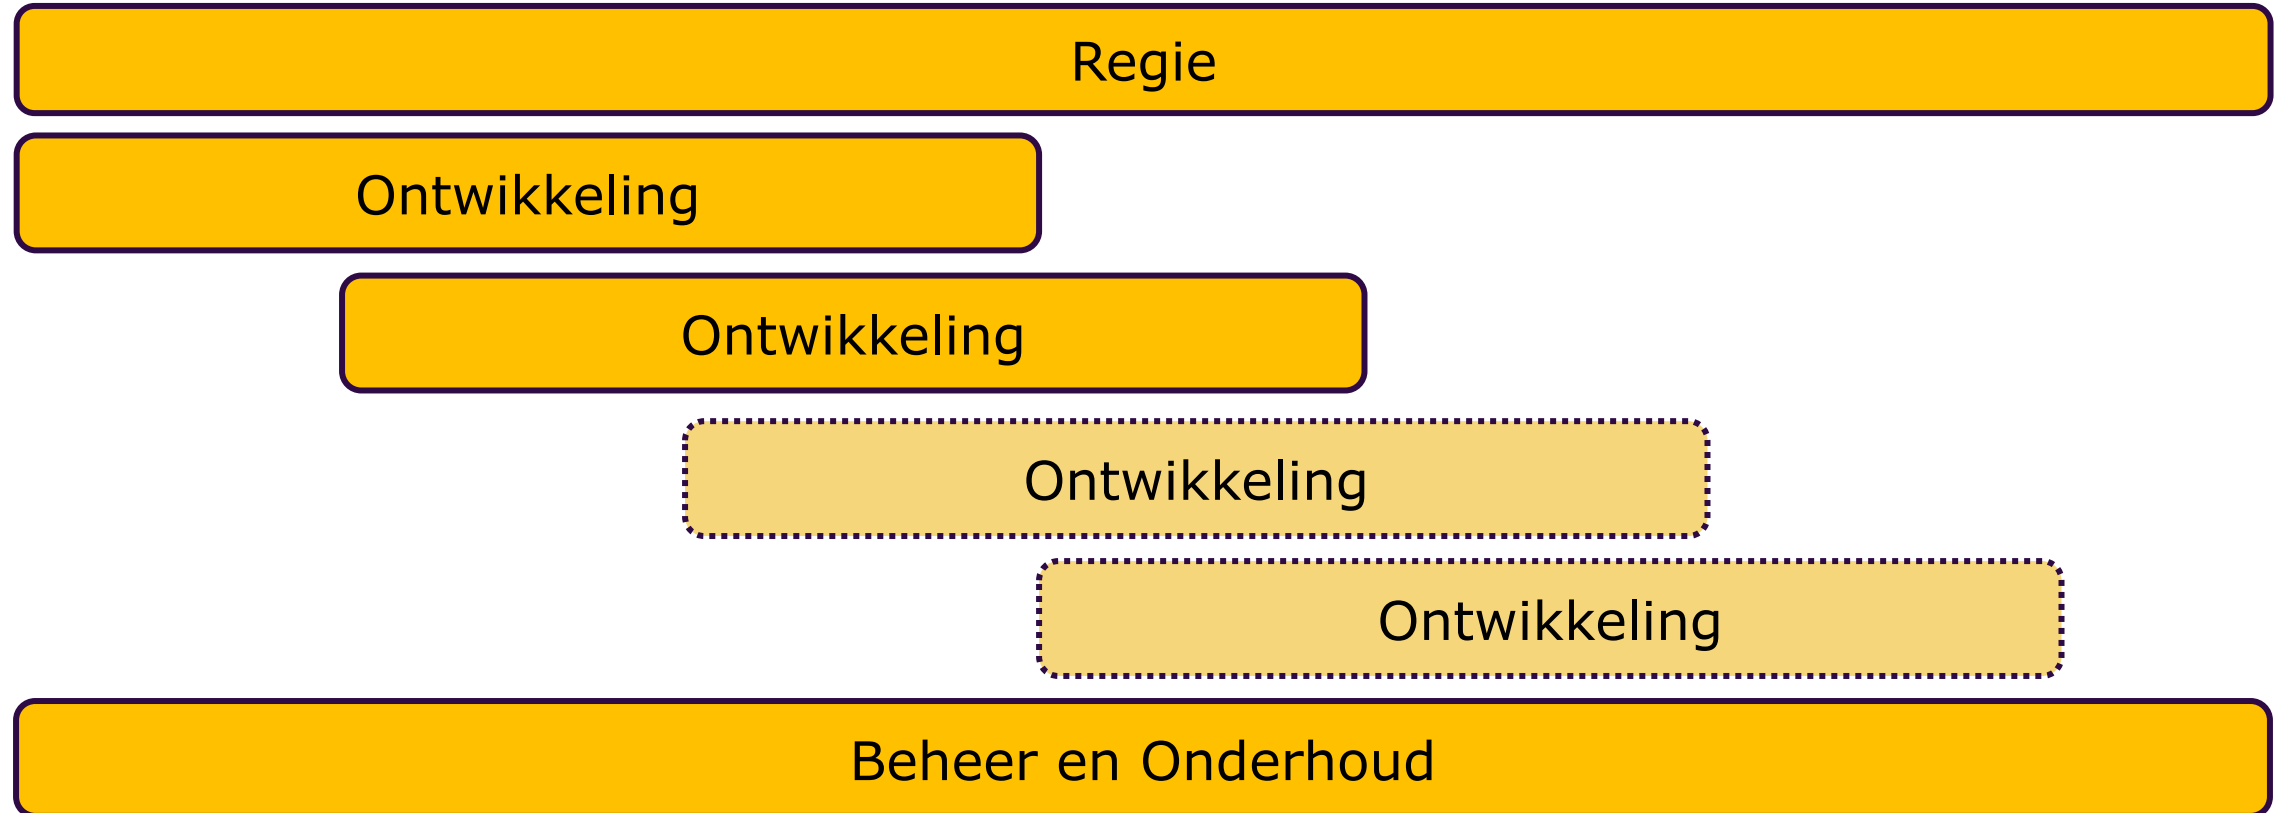 Regie
Ontwikkeling
Ontwikkeling
Ontwikkeling
Ontwikkeling
Beheer en Onderhoud